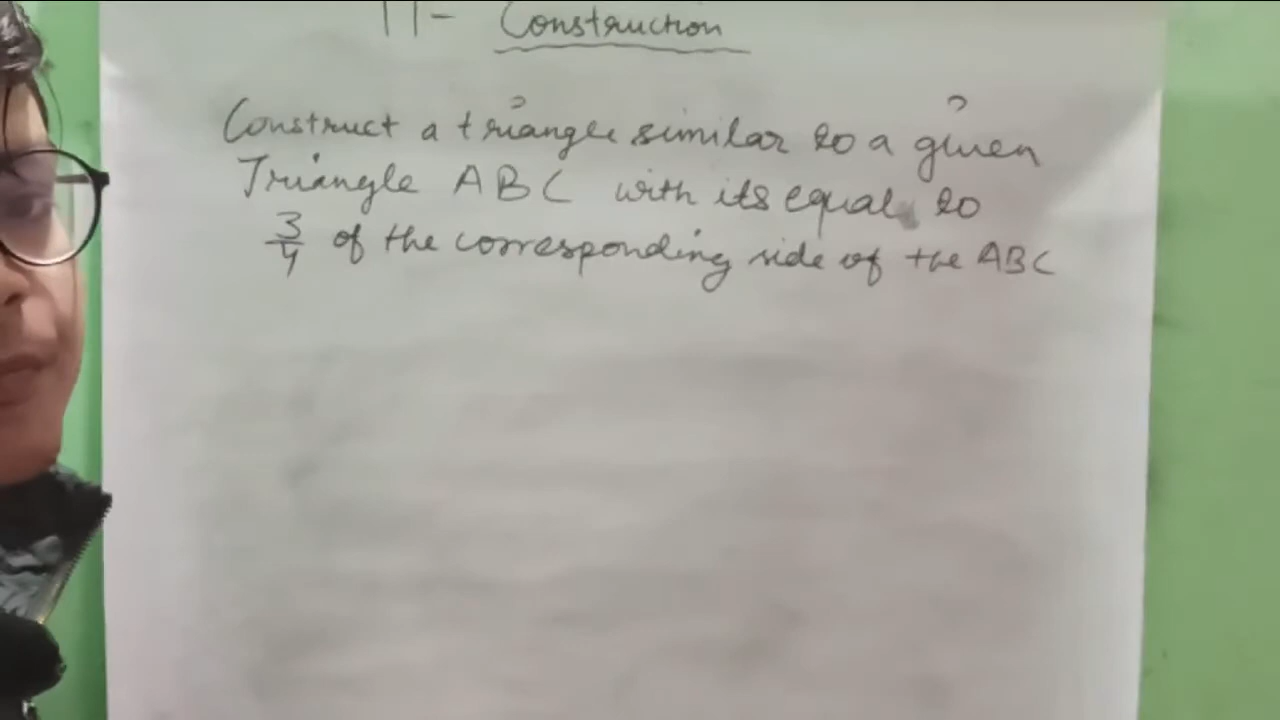 11- Construction
Construct a triangle similar to a given
Triangle ABC with its equal to
3/4 of the corresponding side of the ABC